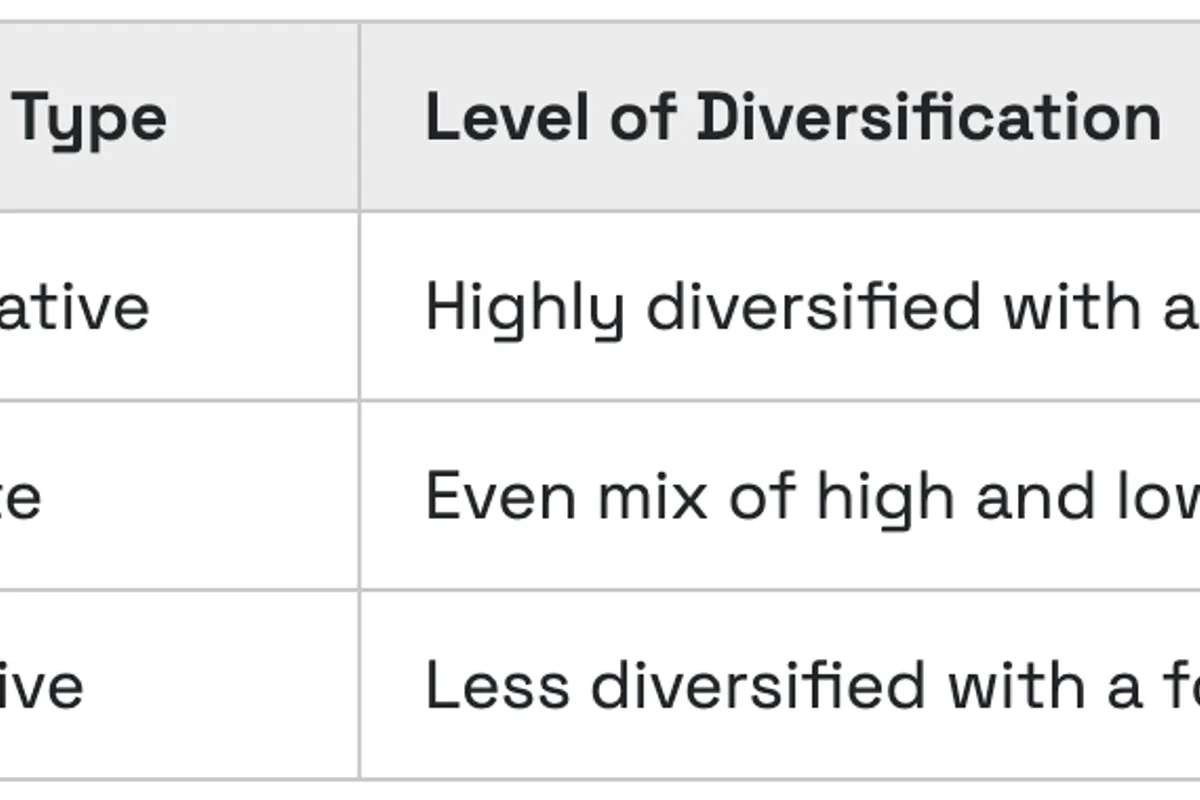 Type Level of Diversification
ative Highly diversified with a
te Even mix of high and low
ive Less diversified with a fo